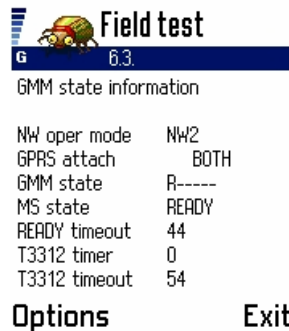 Field test
G 6.3.
GMM state information
NW oper mode NW2
GPRS attach BOTH
GMM state R-----
MS state READY
READY timeout 44
T3312 timer 0
T3312 timeout 54
Options Exit